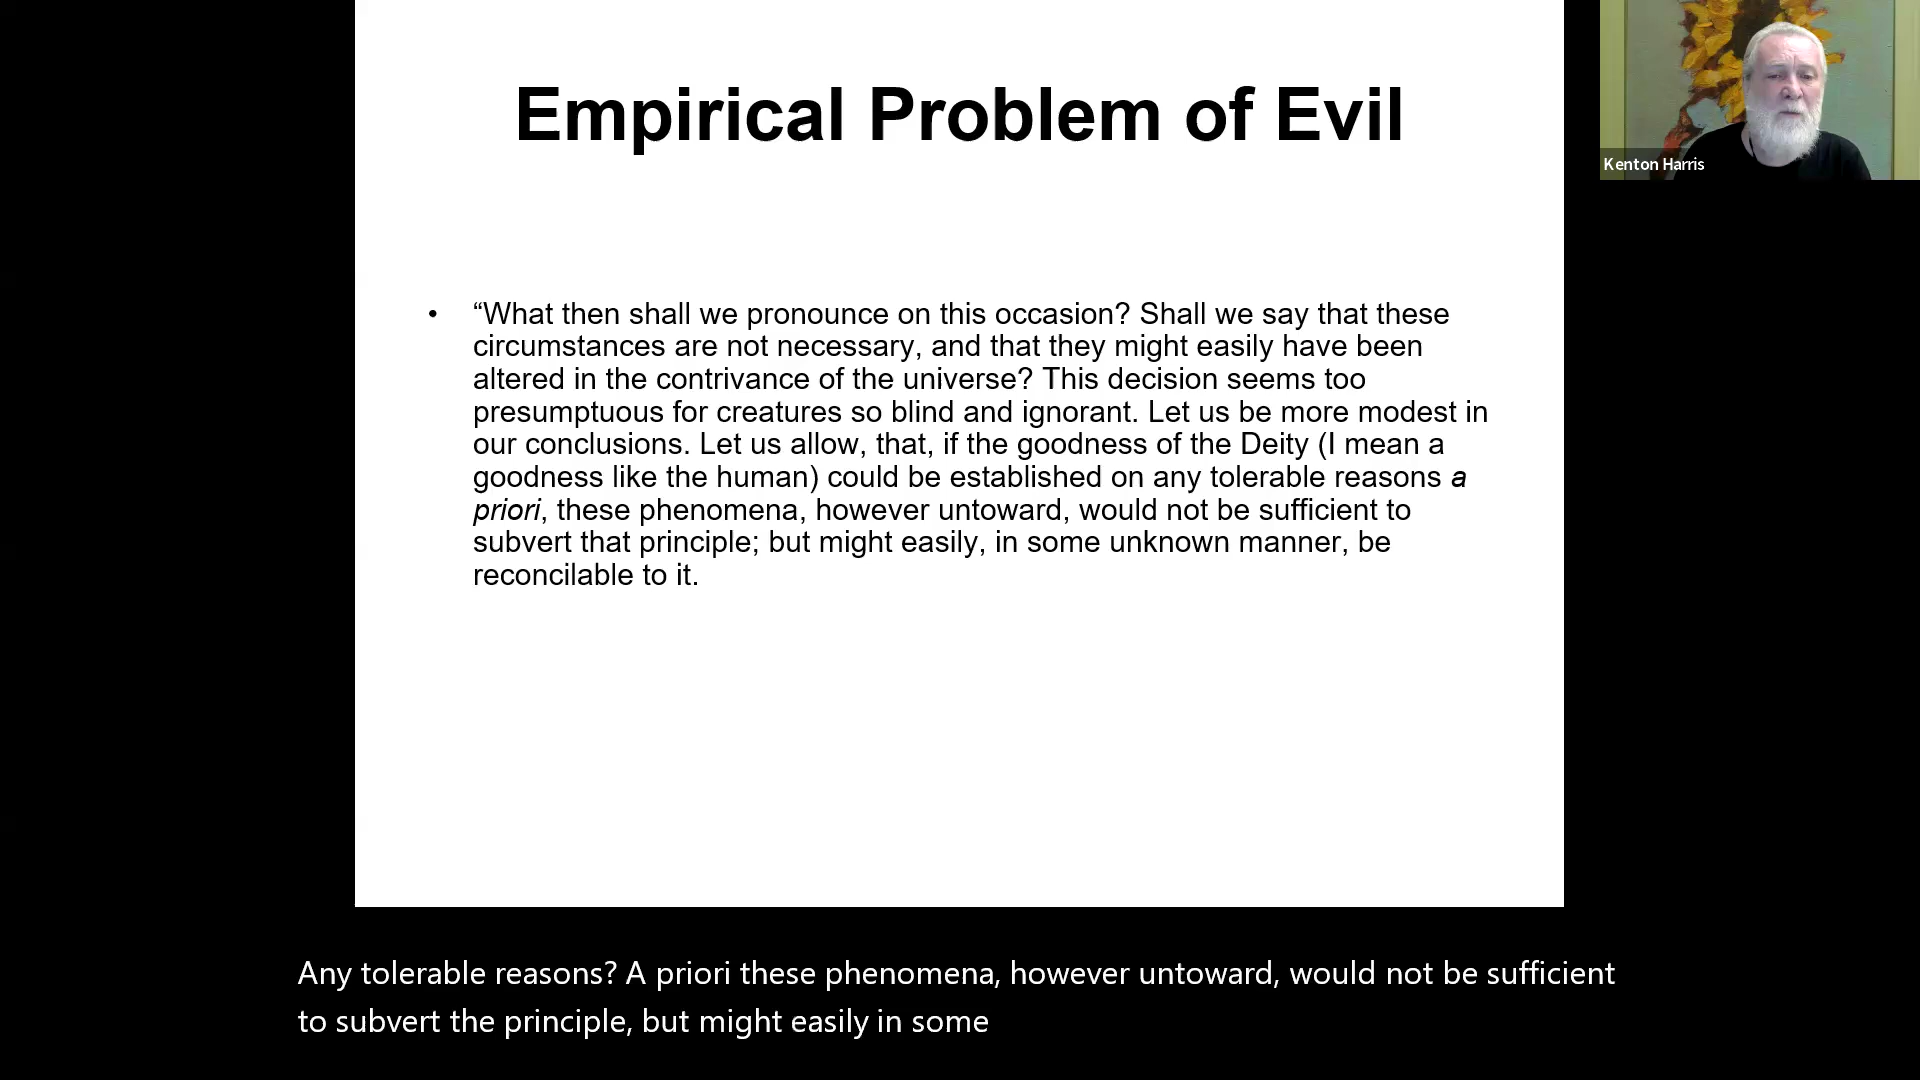 Empirical Problem of Evil
Kenton Harris
• “What then shall we pronounce on this occasion? Shall we say that these
circumstances are not necessary, and that they might easily have been
altered in the contrivance of the universe? This decision seems too
presumptuous for creatures so blind and ignorant. Let us be more modest in
our conclusions. Let us allow, that, if the goodness of the Deity (I mean a
goodness like the human) could be established on any tolerable reasons a
priori, these phenomena, however untoward, would not be sufficient to
subvert that principle; but might easily, in some unknown manner, be
reconcilable to it.
Any tolerable reasons? A priori these phenomena, however untoward, would not be sufficient
to subvert the principle, but might easily in some